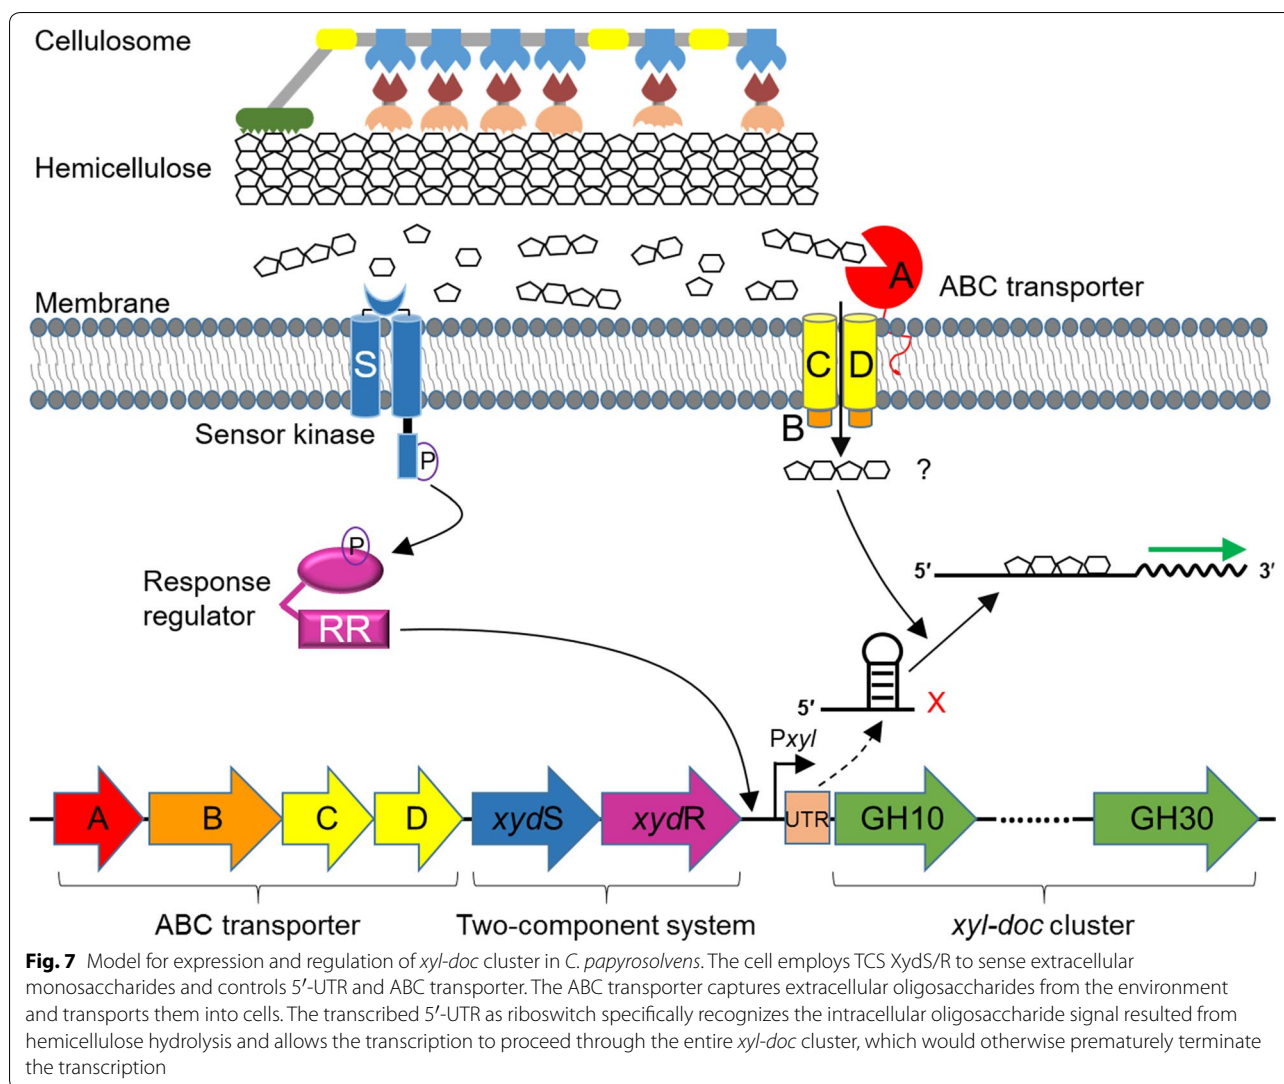 Cellulosome
Hemicellulose
A
Membrane
ABC transporter
S
C D
B
Sensor kinase
P
?
P
Response
regulator
RR
5′ 3′
5′ X
Pxyl
A B C D xydS xydR UTR GH10 ........ GH30
ABC transporter Two-component system xyl-doc cluster
Fig. 7 Model for expression and regulation of xyl-doc cluster in C. papyrosolvens. The cell employs TCS XydS/R to sense extracellular
monosaccharides and controls 5′-UTR and ABC transporter. The ABC transporter captures extracellular oligosaccharides from the environment
and transports them into cells. The transcribed 5′-UTR as riboswitch specifically recognizes the intracellular oligosaccharide signal resulted from
hemicellulose hydrolysis and allows the transcription to proceed through the entire xyl-doc cluster, which would otherwise prematurely terminate
the transcription